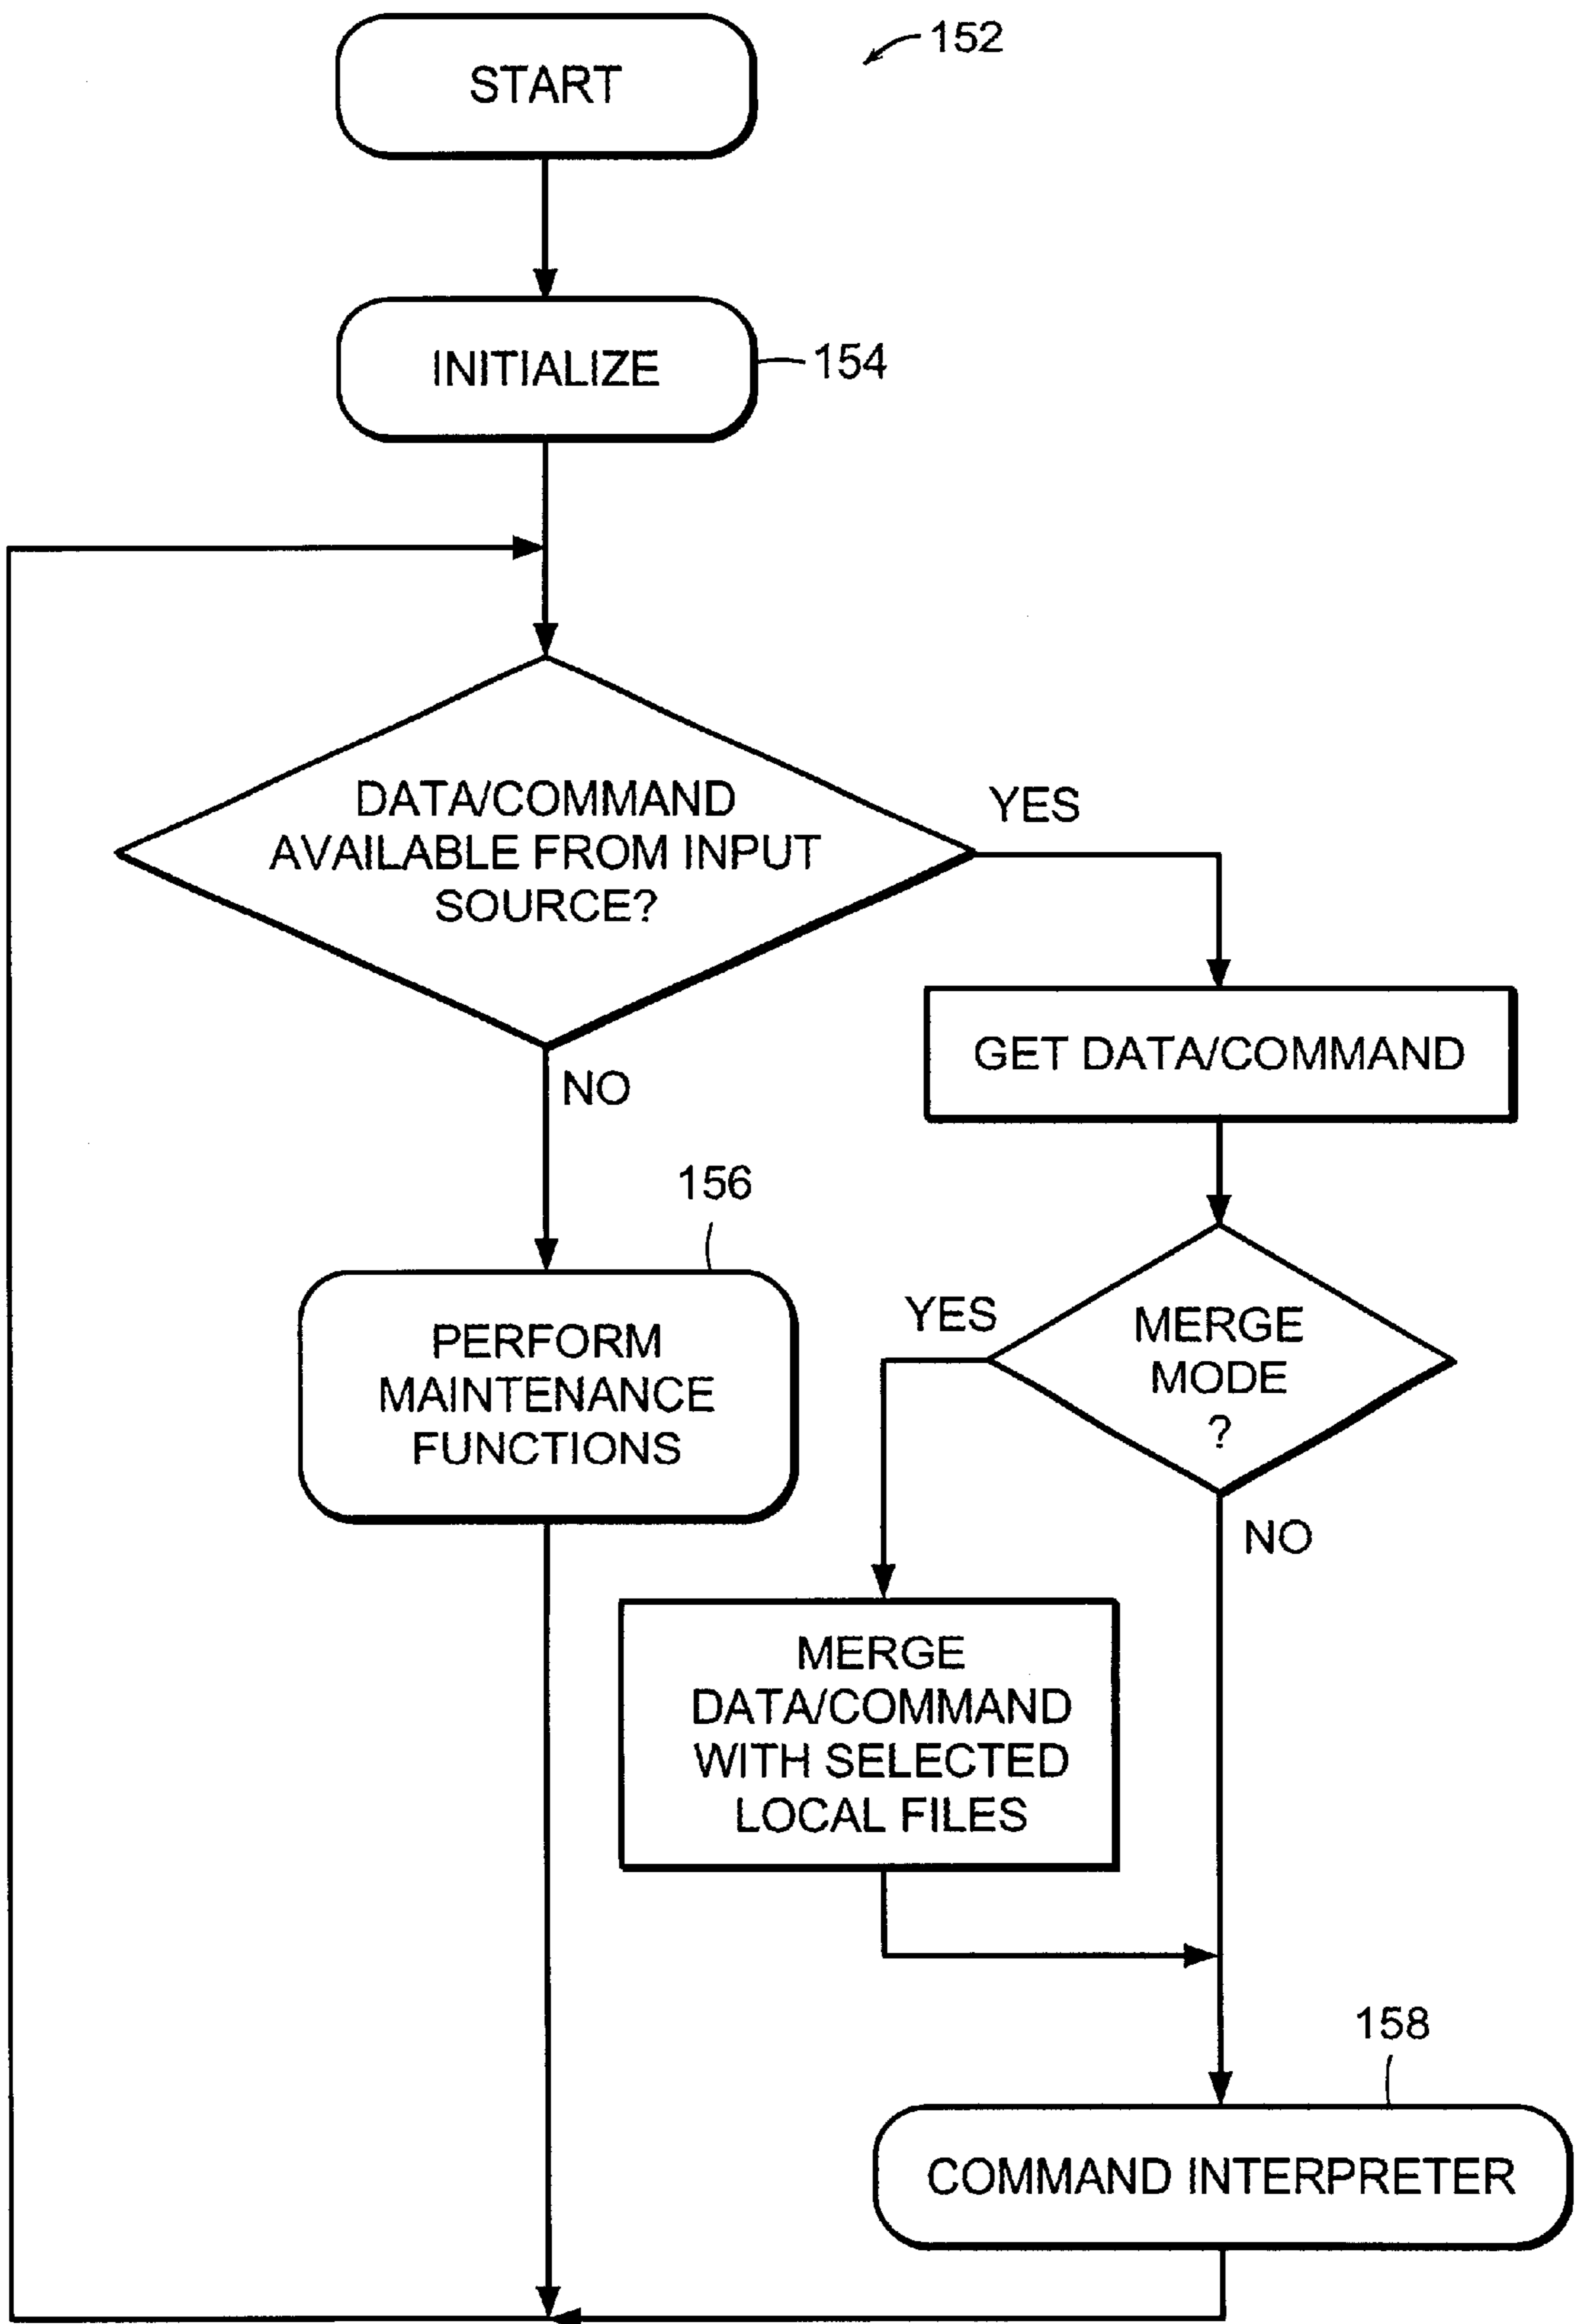 START
152
INITIALIZE
154
DATA/COMMAND
AVAILABLE FROM INPUT
SOURCE?
YES
NO
GET DATA/COMMAND
156
PERFORM
MAINTENANCE
FUNCTIONS
YES
MERGE
MODE
?
NO
MERGE
DATA/COMMAND
WITH SELECTED
LOCAL FILES
158
COMMAND INTERPRETER